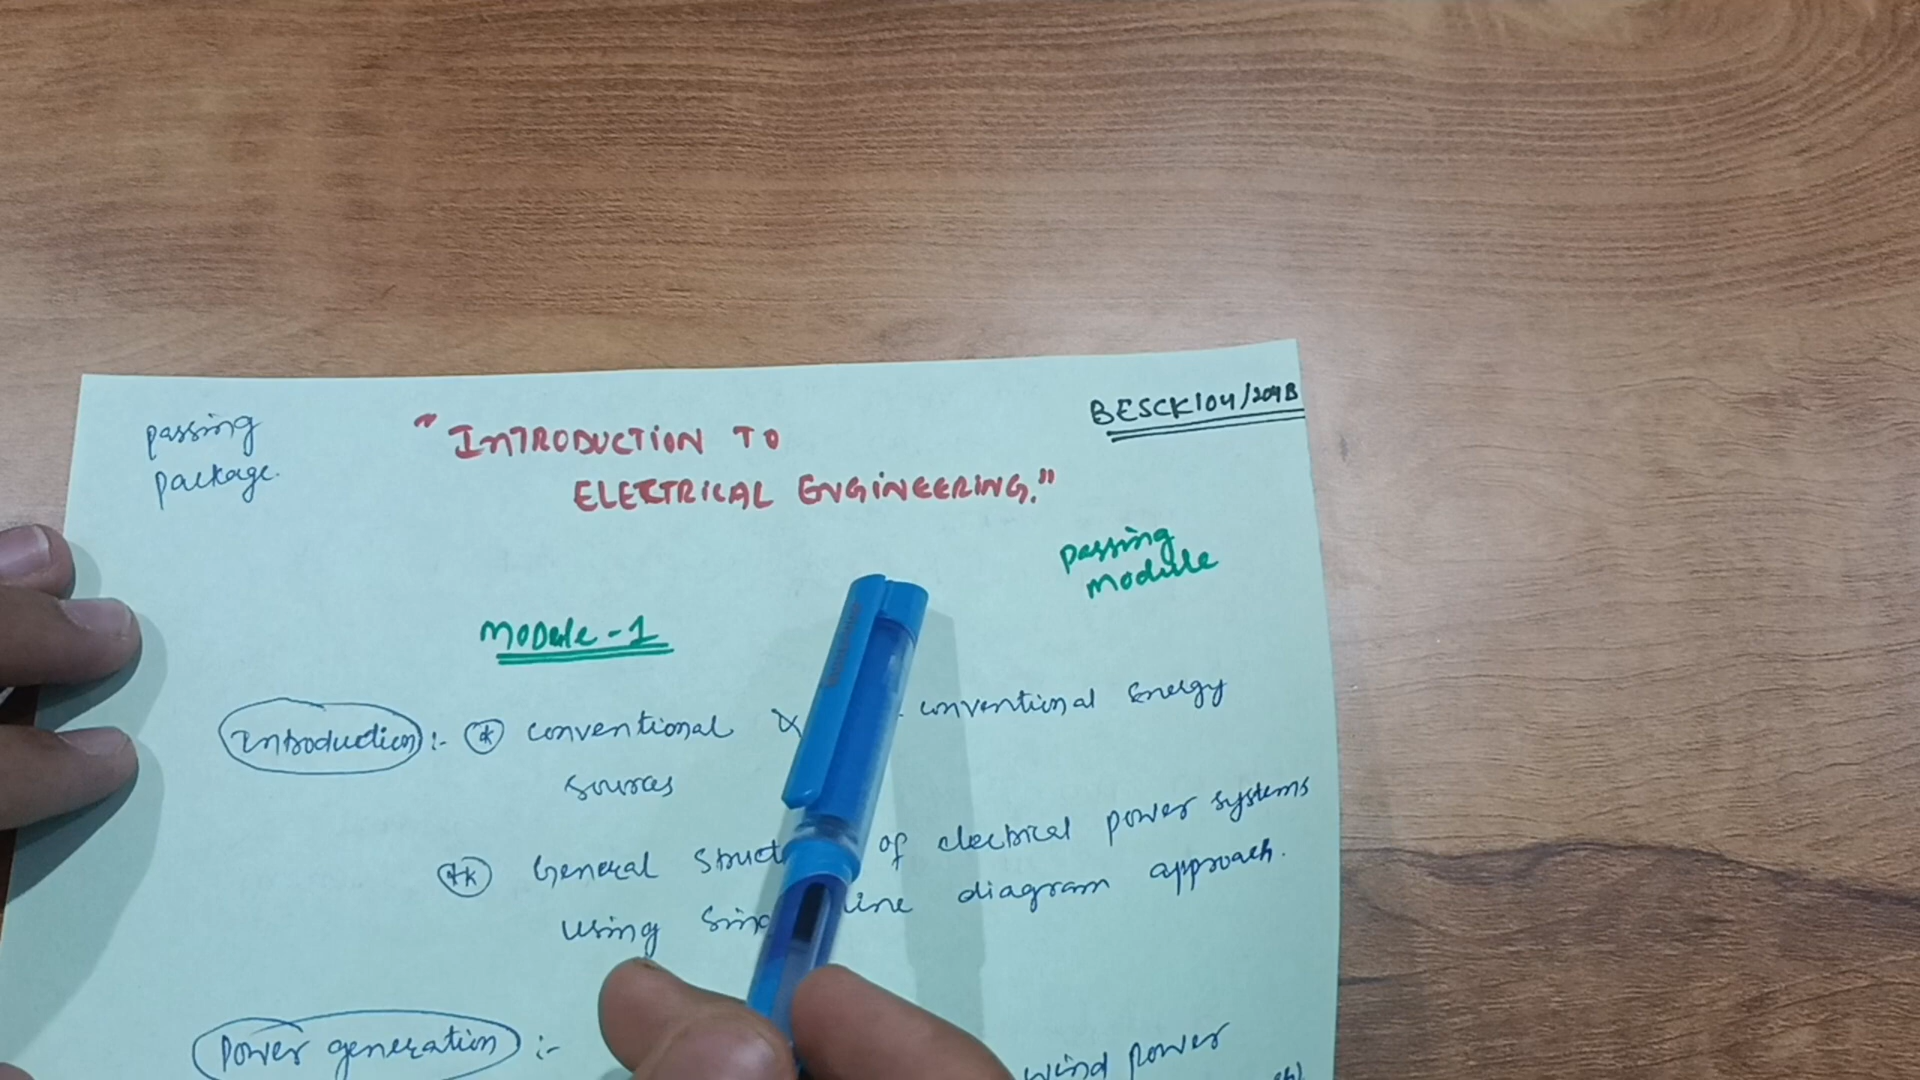 passing
package.
"INTRODUCTION TO
ELECTRICAL ENGINEERING."
BESCK104/204B
passing
module
MODule-1
Introduction :- * conventional & conventional Energy
sources
** General of electrical power systems
using line diagram approach.
Power generation :-
wind power